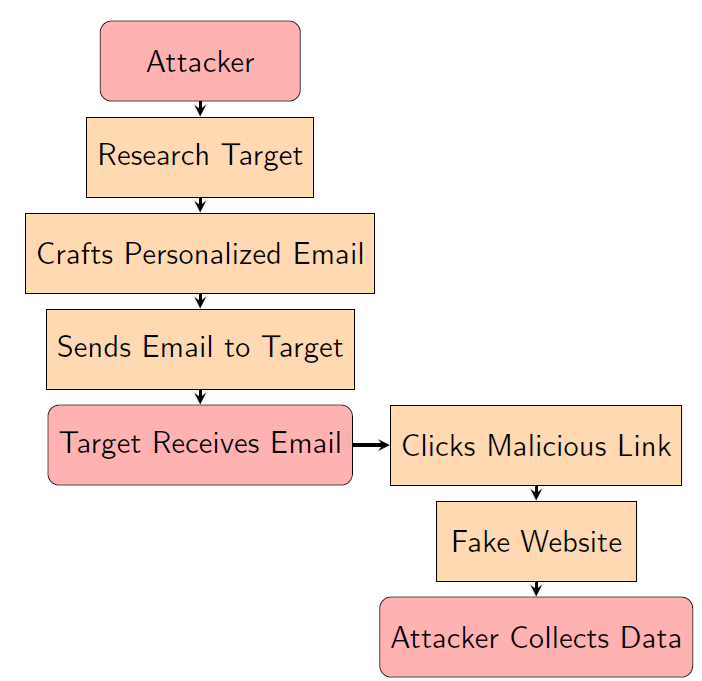 Attacker
Research Target
Crafts Personalized Email
Sends Email to Target
Target Receives Email
Clicks Malicious Link
Fake Website
Attacker Collects Data